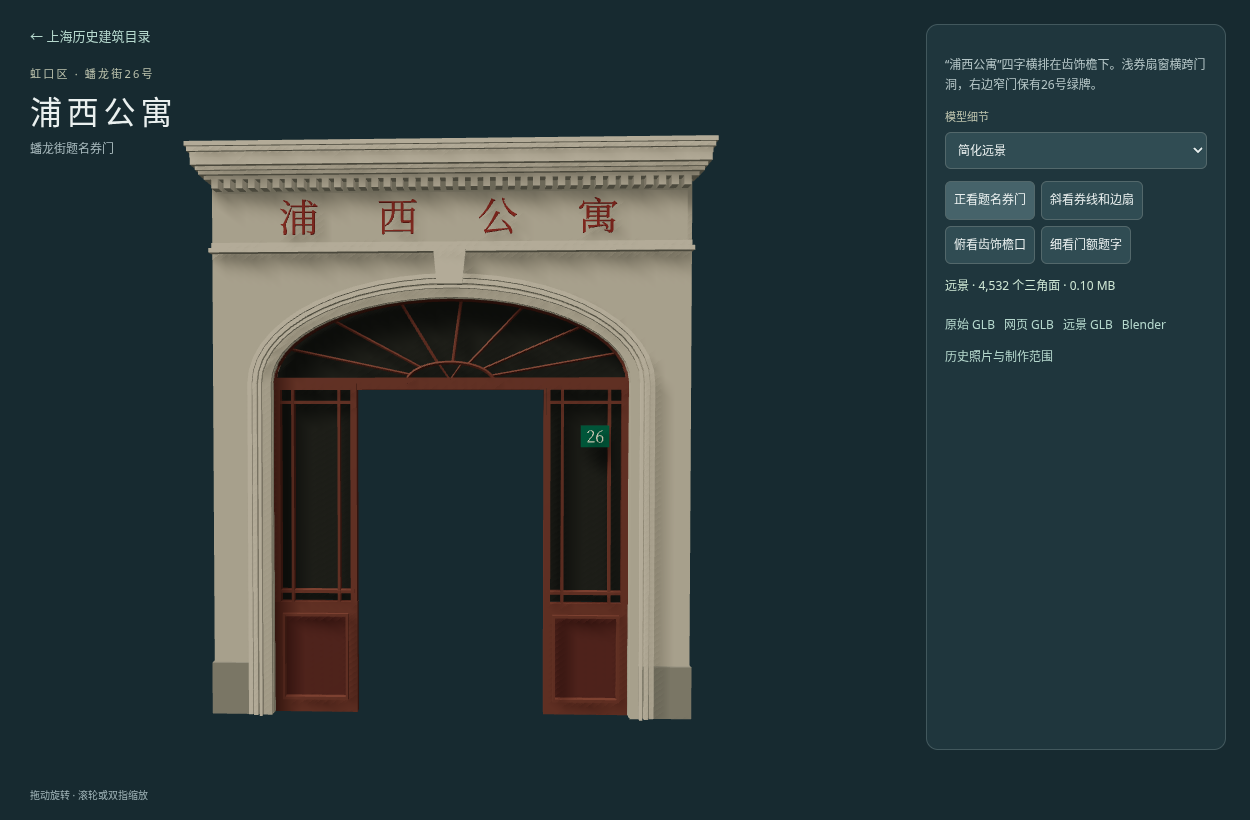 ← 上海历史建筑目录
虹口区 · 蟠龙街26号
浦西公寓
蟠龙街题名券门
浦西公寓
26
“浦西公寓”四字横排在齿饰檐下。浅券扇窗横跨门
洞，右边窄门保有26号绿牌。
模型细节
简化远景
正看题名券门
斜看券线和边扇
俯看齿饰檐口
细看门额题字
远景 · 4,532 个三角面 · 0.10 MB
原始 GLB 网页 GLB 远景 GLB Blender
历史照片与制作范围
拖动旋转 · 滚轮或双指缩放